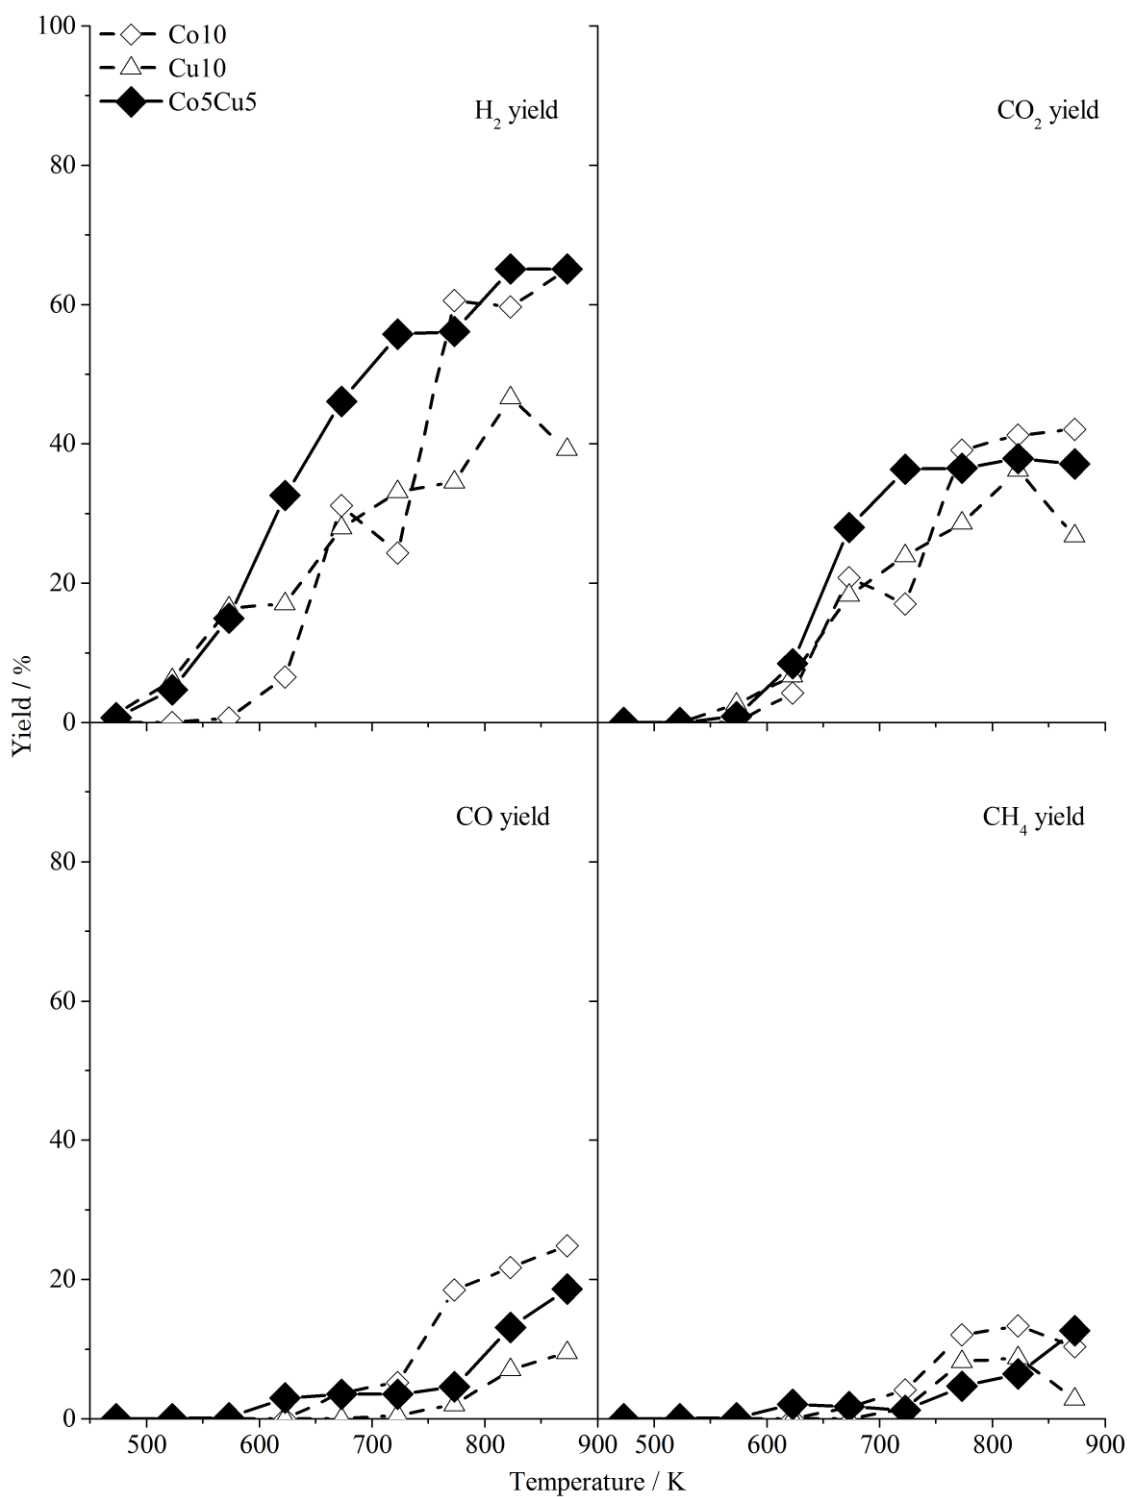 100
Co10
Cu10
Co5Cu5
H₂ yield
CO₂ yield
80
60
40
20
0
Yield / %
CO yield
CH₄ yield
80
60
40
20
0
500 600 700 800 900 500 600 700 800 900
Temperature / K